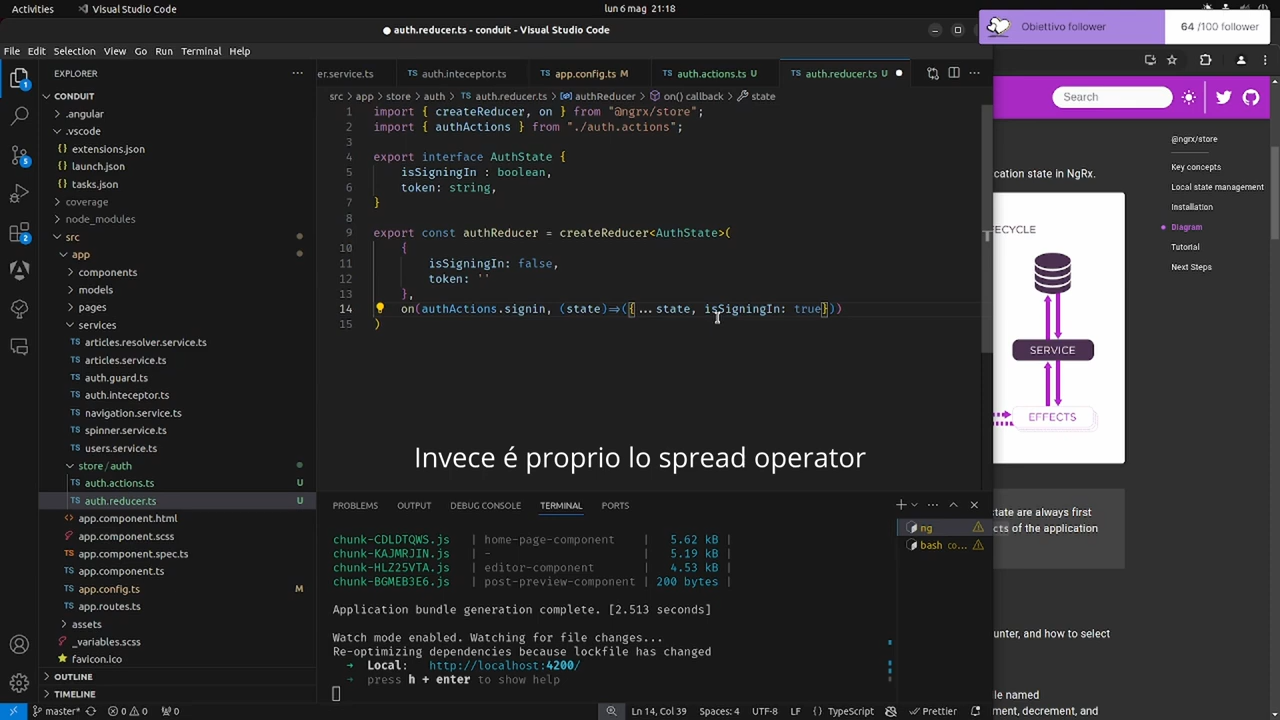 Activities
Visual Studio Code
lun 6 mag 21:18
auth.reducer.ts - conduit - Visual Studio Code
Obiettivo follower
64 /100 follower
File Edit Selection View Go Run Terminal Help
EXPLORER
er.service.ts
auth.inteceptor.ts
app.config.ts M
auth.actions.ts U
auth.reducer.ts U
src > app > store > auth > auth.reducer.ts > authReducer > on() callback > state
CONDUIT
.angular
.vscode
extensions.json
launch.json
tasks.json
coverage
node_modules
src
app
components
models
pages
services
articles.resolver.service.ts
articles.service.ts
auth.guard.ts
auth.inteceptor.ts
navigation.service.ts
spinner.service.ts
users.service.ts
store/auth
auth.actions.ts U
auth.reducer.ts U
app.component.html
app.component.scss
app.component.spec.ts
app.component.ts
app.config.ts M
app.routes.ts
assets
_variables.scss
favicon.ico
OUTLINE
TIMELINE
1 import { createReducer, on } from "@ngrx/store";
2 import { authActions } from "./auth.actions";
3
4 export interface AuthState {
5 isSigningIn : boolean,
6 token: string,
7 }
8
9 export const authReducer = createReducer<AuthState>(
10 {
11 isSigningIn: false,
12 token: ''
13 },
14 on(authActions.signin, (state)=>({...state, isSigningIn: true}))
15 )
Invece é proprio lo spread operator
PROBLEMS OUTPUT DEBUG CONSOLE TERMINAL PORTS
chunk-CDLDTQWS.js | home-page-component | 5.62 kB |
chunk-KAJMRJIN.js | - | 5.19 kB |
chunk-HLZ25VTA.js | editor-component | 4.53 kB |
chunk-BGMEB3E6.js | post-preview-component | 200 bytes |
Application bundle generation complete. [2.513 seconds]
Watch mode enabled. Watching for file changes...
Re-optimizing dependencies because lockfile has changed
➜ Local: http://localhost:4200/
➜ press h + enter to show help
ng
bash co...
Search
@ngrx/store
Key concepts
Local state management
Installation
Diagram
Tutorial
Next Steps
cation state in NgRx.
ECYCLE
SERVICE
EFFECTS
tate are always first
cts of the application
unter, and how to select
le named
ment, decrement, and
master* 0 0 0
Ln 14, Col 39 Spaces: 4 UTF-8 LF {} TypeScript Prettier